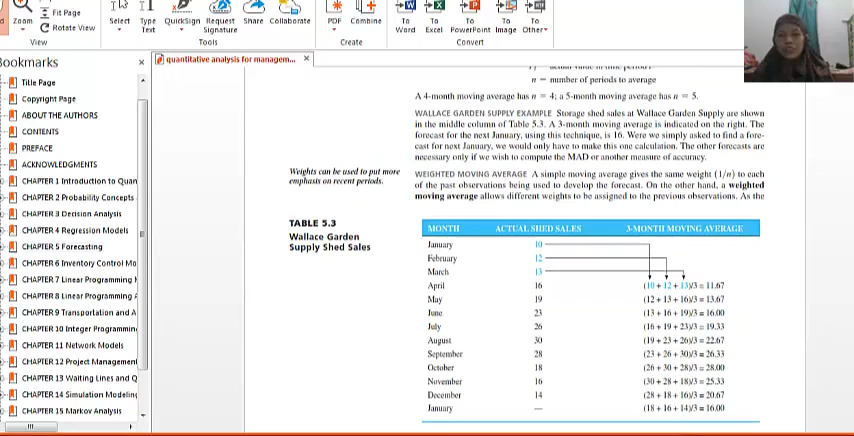 Fit Page
Rotate View
Zoom
View
Select
Type Text
QuickSign
Request Signature
Share
Collaborate
Tools
PDF
Combine
Create
To Word
To Excel
To PowerPoint
To Image
To Other
Convert
Bookmarks
Title Page
Copyright Page
ABOUT THE AUTHORS
CONTENTS
PREFACE
ACKNOWLEDGMENTS
CHAPTER 1 Introduction to Quan
CHAPTER 2 Probability Concepts
CHAPTER 3 Decision Analysis
CHAPTER 4 Regression Models
CHAPTER 5 Forecasting
CHAPTER 6 Inventory Control Mo
CHAPTER 7 Linear Programming
CHAPTER 8 Linear Programming
CHAPTER 9 Transportation and A
CHAPTER 10 Integer Programmin
CHAPTER 11 Network Models
CHAPTER 12 Project Management
CHAPTER 13 Waiting Lines and Q
CHAPTER 14 Simulation Modeling
CHAPTER 15 Markov Analysis
quantitative analysis for managem...
n = number of periods to average
A 4-month moving average has n = 4; a 5-month moving average has n = 5.
WALLACE GARDEN SUPPLY EXAMPLE Storage shed sales at Wallace Garden Supply are shown
in the middle column of Table 5.3. A 3-month moving average is indicated on the right. The
forecast for the next January, using this technique, is 16. Were we simply asked to find a fore-
cast for next January, we would only have to make this one calculation. The other forecasts are
necessary only if we wish to compute the MAD or another measure of accuracy.
Weights can be used to put more
emphasis on recent periods.
WEIGHTED MOVING AVERAGE A simple moving average gives the same weight (1/n) to each
of the past observations being used to develop the forecast. On the other hand, a weighted
moving average allows different weights to be assigned to the previous observations. As the
TABLE 5.3
Wallace Garden
Supply Shed Sales
MONTH ACTUAL SHED SALES 3-MONTH MOVING AVERAGE
January 10
February 12
March 13
April 16 (10 + 12 + 13)/3 = 11.67
May 19 (12 + 13 + 16)/3 = 13.67
June 23 (13 + 16 + 19)/3 = 16.00
July 26 (16 + 19 + 23)/3 = 19.33
August 30 (19 + 23 + 26)/3 = 22.67
September 28 (23 + 26 + 30)/3 = 26.33
October 18 (26 + 30 + 28)/3 = 28.00
November 16 (30 + 28 + 18)/3 = 25.33
December 14 (28 + 18 + 16)/3 = 20.67
January — (18 + 16 + 14)/3 = 16.00